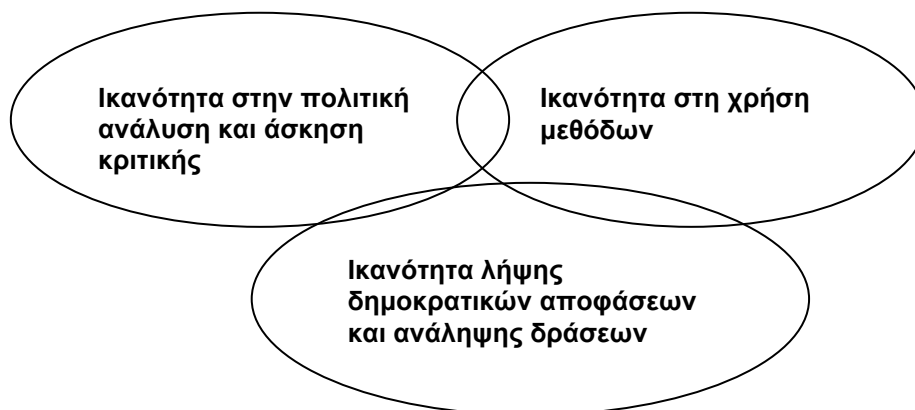 Ικανότητα στην πολιτική
ανάλυση και άσκηση
κριτικής
Ικανότητα στη χρήση
μεθόδων
Ικανότητα λήψης
δημοκρατικών αποφάσεων
και ανάληψης δράσεων